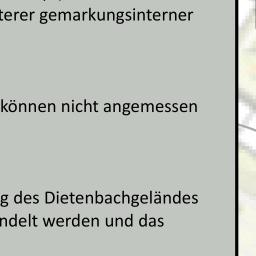 terer gemarkungsinterner
können nicht angemessen
g des Dietenbachgeländes
ndelt werden und das